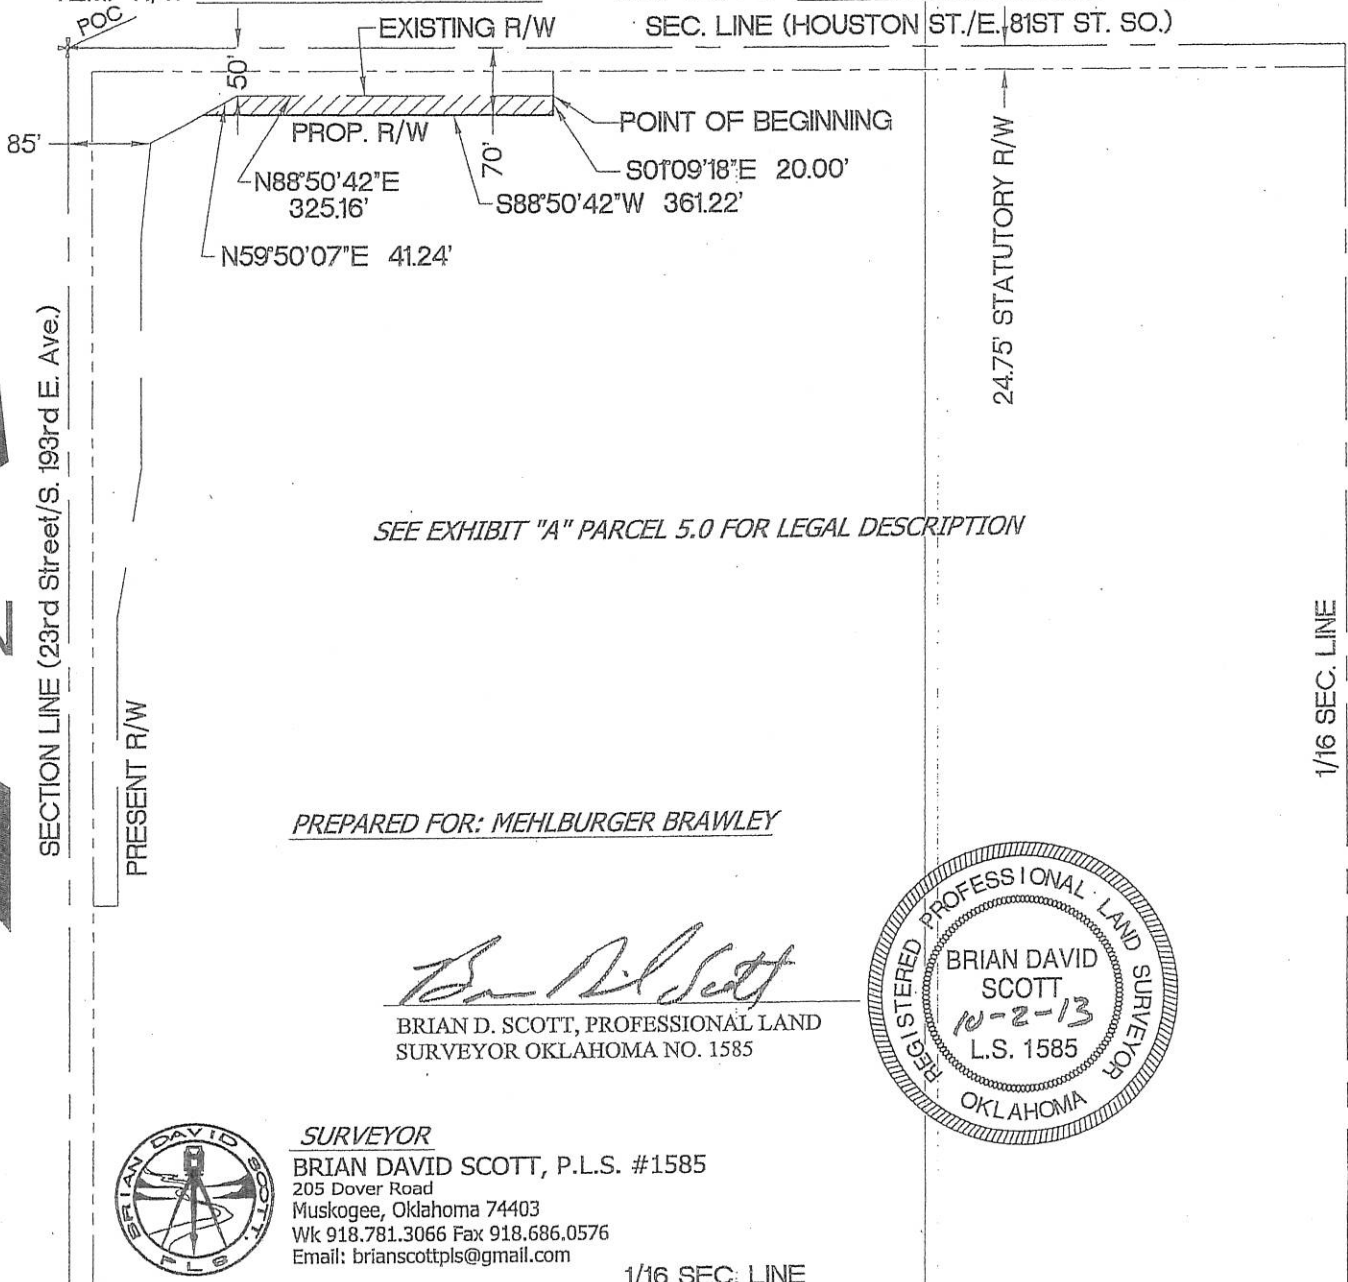 POC
EXISTING R/W
SEC. LINE (HOUSTON ST./E. 81ST ST. SO.)
50'
85'
PROP. R/W
70'
POINT OF BEGINNING
S01°09'18"E 20.00'
N88°50'42"E
325.16'
S88°50'42"W 361.22'
N59°50'07"E 41.24'
24.75' STATUTORY R/W
SECTION LINE (23rd Street/S. 193rd E. Ave.)
SEE EXHIBIT "A" PARCEL 5.0 FOR LEGAL DESCRIPTION
1/16 SEC. LINE
PRESENT R/W
PREPARED FOR: MEHLBURGER BRAWLEY
Brian David Scott
BRIAN D. SCOTT, PROFESSIONAL LAND
SURVEYOR OKLAHOMA NO. 1585
REGISTERED PROFESSIONAL LAND SURVEYOR
BRIAN DAVID
SCOTT
10-2-13
L.S. 1585
OKLAHOMA
BRIAN DAVID SCOTT.
PLS
SURVEYOR
BRIAN DAVID SCOTT, P.L.S. #1585
205 Dover Road
Muskogee, Oklahoma 74403
Wk 918.781.3066 Fax 918.686.0576
Email: brianscottpls@gmail.com
1/16 SEC. LINE